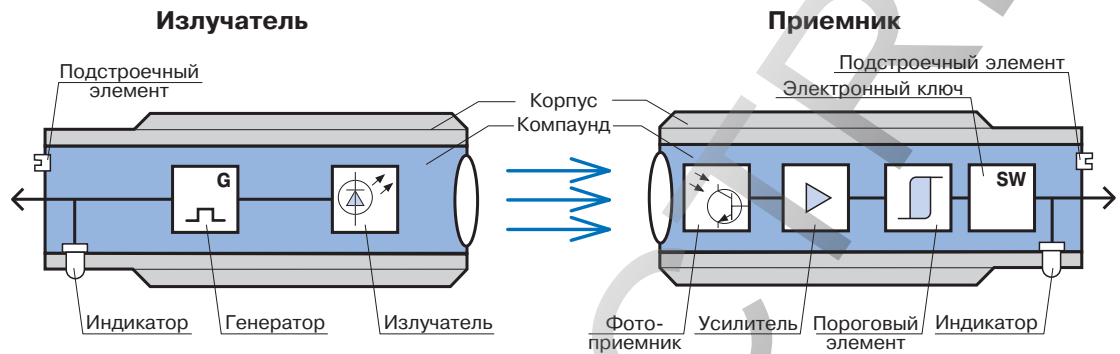 Излучатель
Приемник
Подстроечный
элемент
Подстроечный элемент
Электронный ключ
Корпус
Компаунд
G
SW
Индикатор
Генератор
Излучатель
Фото-
приемник
Усилитель
Пороговый
элемент
Индикатор